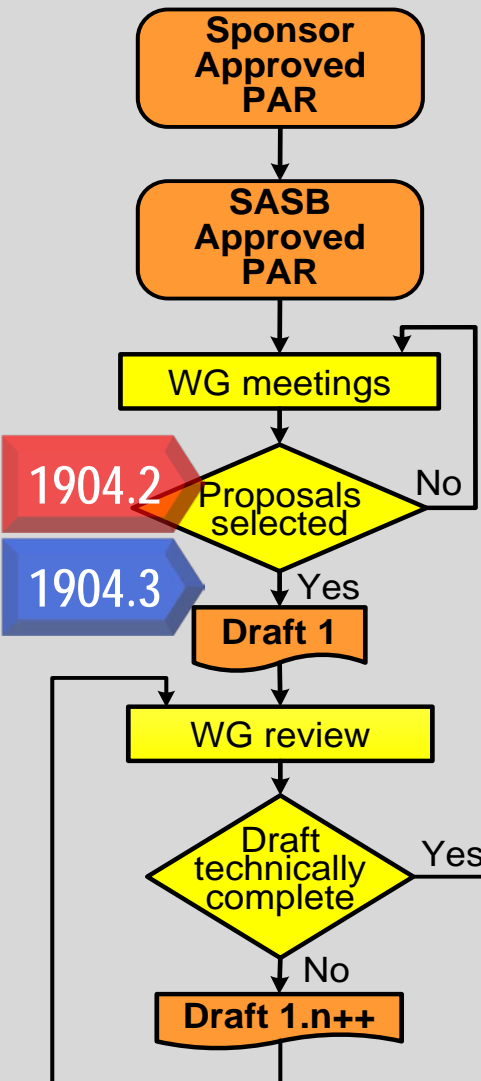 Sponsor
Approved
PAR
SASB
Approved
PAR
WG meetings
1904.2
Proposals
selected
No
1904.3
Yes
Draft 1
WG review
Draft
technically
complete
Yes
No
Draft 1.n++